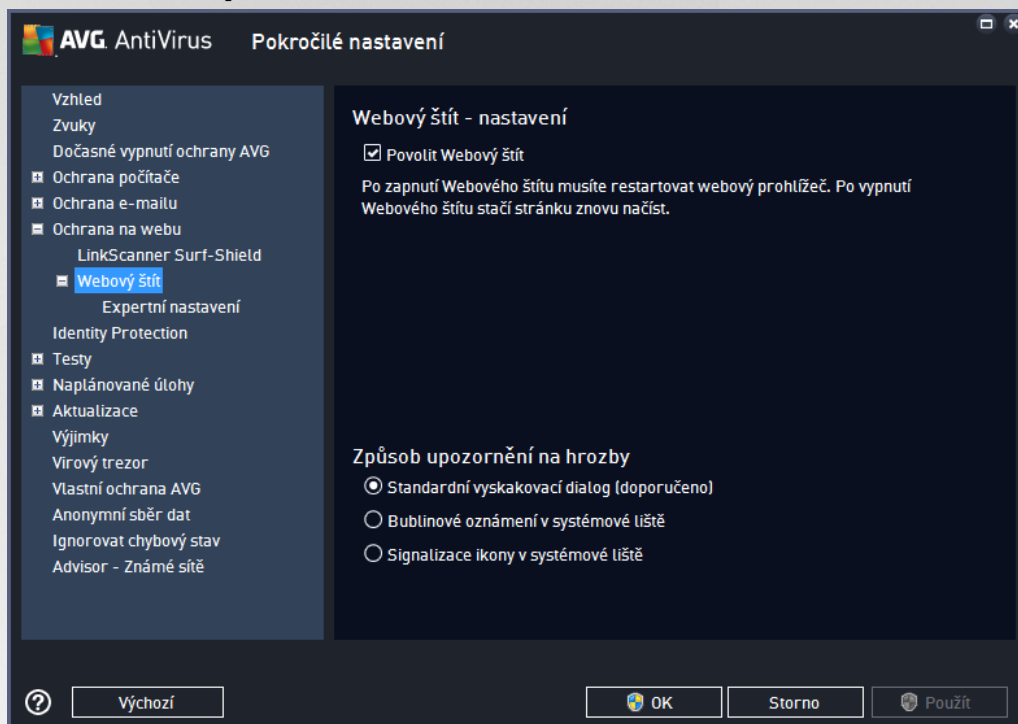 AVG. AntiVirus Pokročilé nastavení
Vzhled
Zvuky
Dočasné vypnutí ochrany AVG
Ochrana počítače
Ochrana e-mailu
Ochrana na webu
LinkScanner Surf-Shield
Webový štít
Expertní nastavení
Identity Protection
Testy
Naplánované úlohy
Aktualizace
Výjimky
Virový trezor
Vlastní ochrana AVG
Anonymní sběr dat
Ignorovat chybový stav
Advisor - Známé sítě
Webový štít - nastavení
Povolit Webový štít
Po zapnutí Webového štítu musíte restartovat webový prohlížeč. Po vypnutí
Webového štítu stačí stránku znovu načíst.
Způsob upozornění na hrozby
Standardní vyskakovací dialog (doporučeno)
Bublinové oznámení v systémové liště
Signalizace ikony v systémové liště
Výchozí
OK
Storno
Použít